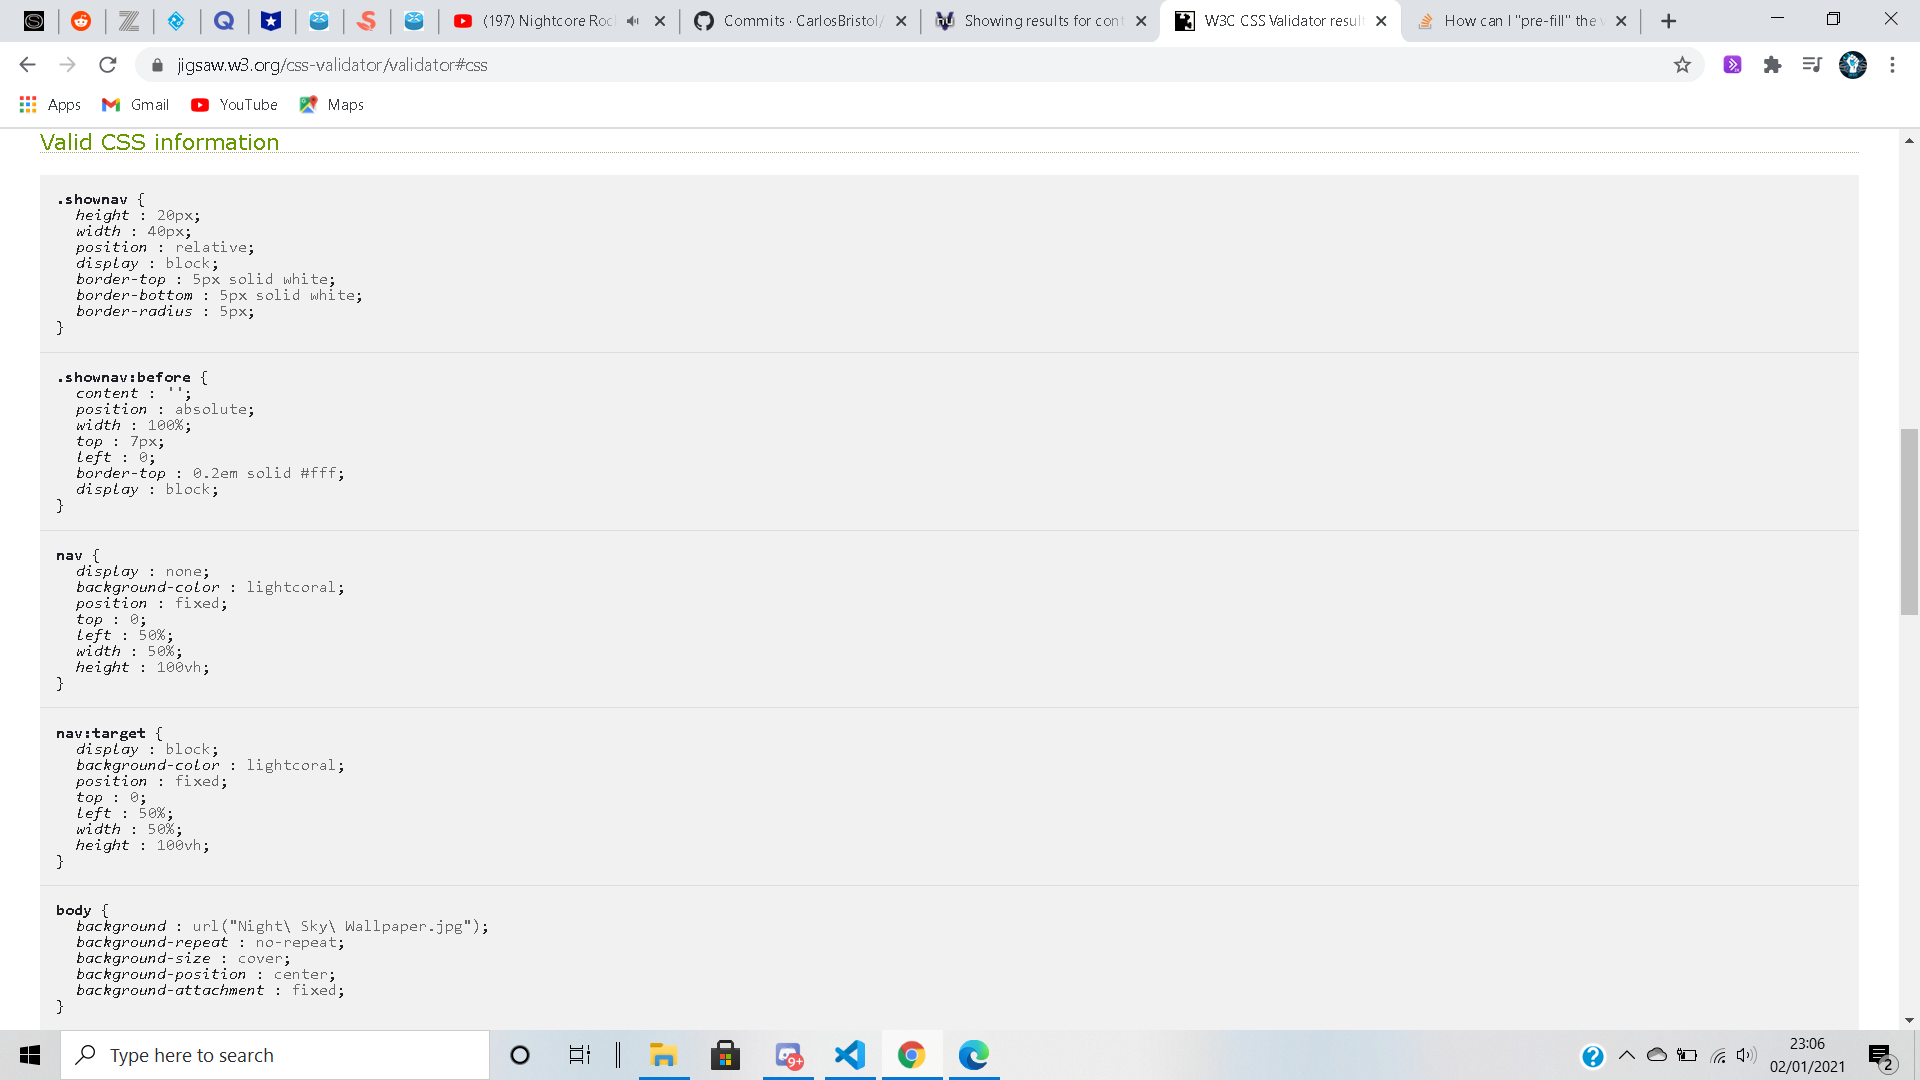 (197) Nightcore Roc
Commits · CarlosBristol/
Showing results for cont
W3C CSS Validator result
How can I "pre-fill" the v
jigsaw.w3.org/css-validator/validator#css
Apps
Gmail
YouTube
Maps
Valid CSS information
.shownav {
height : 20px;
width : 40px;
position : relative;
display : block;
border-top : 5px solid white;
border-bottom : 5px solid white;
border-radius : 5px;
}
.shownav:before {
content : '';
position : absolute;
width : 100%;
top : 7px;
left : 0;
border-top : 0.2em solid #fff;
display : block;
}
nav {
display : none;
background-color : lightcoral;
position : fixed;
top : 0;
left : 50%;
width : 50%;
height : 100vh;
}
nav:target {
display : block;
background-color : lightcoral;
position : fixed;
top : 0;
left : 50%;
width : 50%;
height : 100vh;
}
body {
background : url("Night\ Sky\ Wallpaper.jpg");
background-repeat : no-repeat;
background-size : cover;
background-position : center;
background-attachment : fixed;
}
Type here to search
9+
23:06
02/01/2021
2